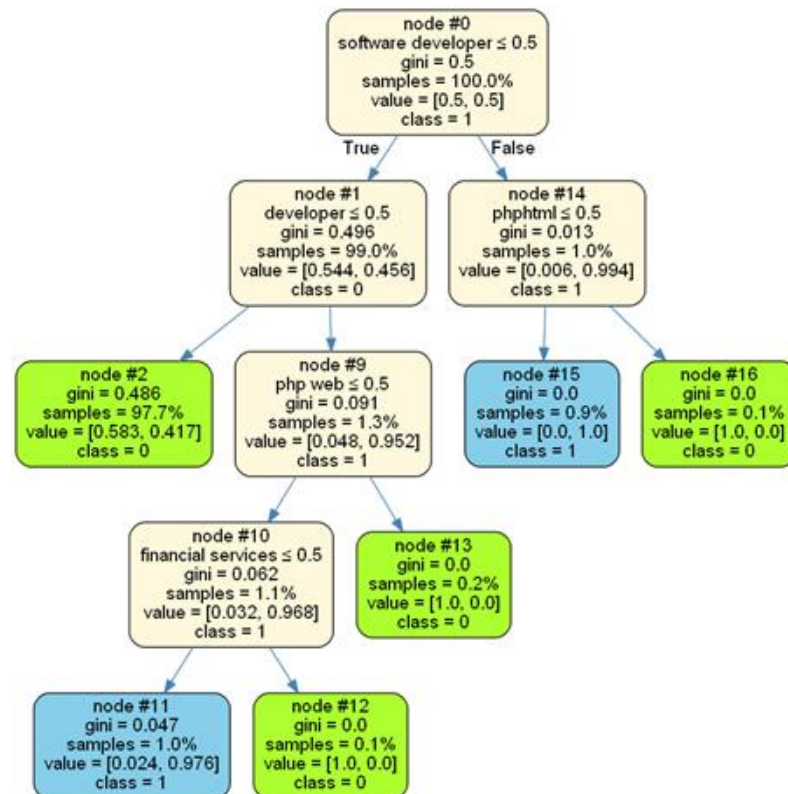 node #0
software developer ≤ 0.5
gini = 0.5
samples = 100.0%
value = [0.5, 0.5]
class = 1
True
False
node #1
developer ≤ 0.5
gini = 0.496
samples = 99.0%
value = [0.544, 0.456]
class = 0
node #14
phphtml ≤ 0.5
gini = 0.013
samples = 1.0%
value = [0.006, 0.994]
class = 1
node #2
gini = 0.486
samples = 97.7%
value = [0.583, 0.417]
class = 0
node #9
php web ≤ 0.5
gini = 0.091
samples = 1.3%
value = [0.048, 0.952]
class = 1
node #15
gini = 0.0
samples = 0.9%
value = [0.0, 1.0]
class = 1
node #16
gini = 0.0
samples = 0.1%
value = [1.0, 0.0]
class = 0
node #10
financial services ≤ 0.5
gini = 0.062
samples = 1.1%
value = [0.032, 0.968]
class = 1
node #13
gini = 0.0
samples = 0.2%
value = [1.0, 0.0]
class = 0
node #11
gini = 0.047
samples = 1.0%
value = [0.024, 0.976]
class = 1
node #12
gini = 0.0
samples = 0.1%
value = [1.0, 0.0]
class = 0